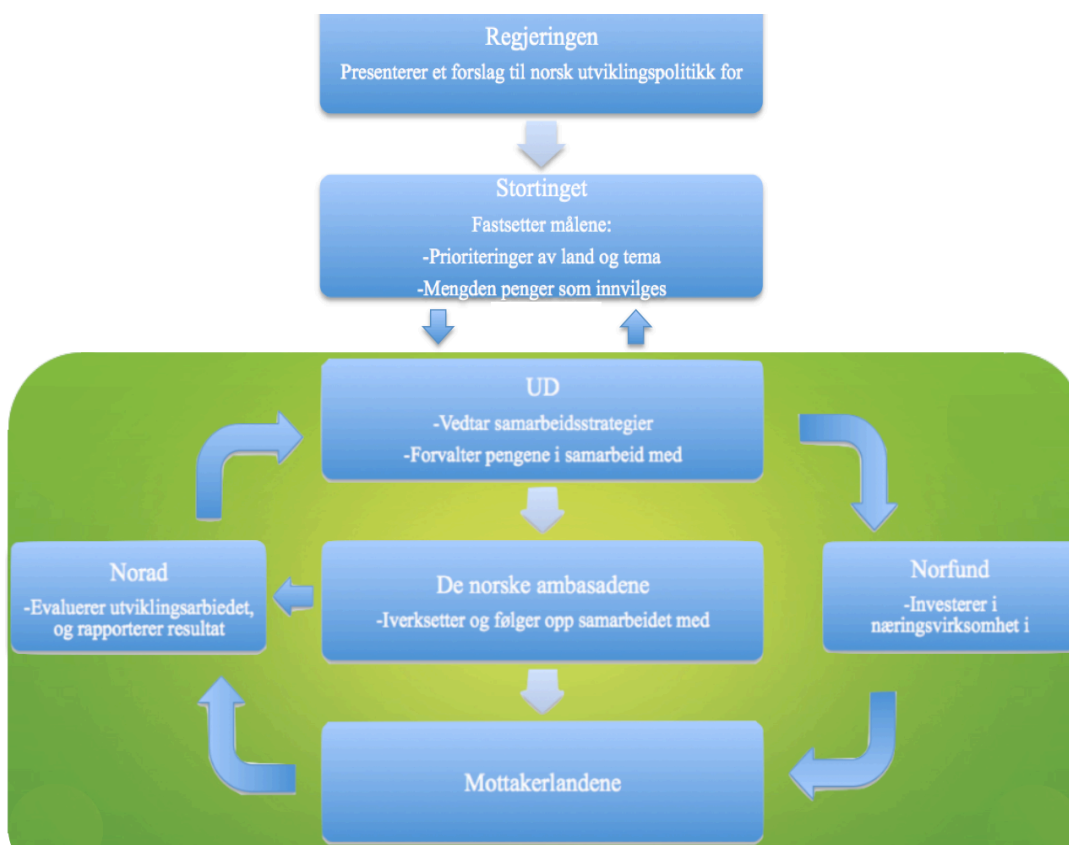 Regjeringen
Presenterer et forslag til norsk utviklingspolitikk for
Stortinget
Fastsetter målene:
-Prioriteringer av land og tema
-Mengden penger som innvilges
UD
-Vedtar samarbeidsstrategier
-Forvalter pengene i samarbeid med
Norad
-Evaluerer utviklingsarbiedet,
og rapporterer resultat
De norske ambasadene
-Iverksetter og følger opp samarbeidet med
Norfund
-Investerer i
næringsvirksomhet i
Mottakerlandene